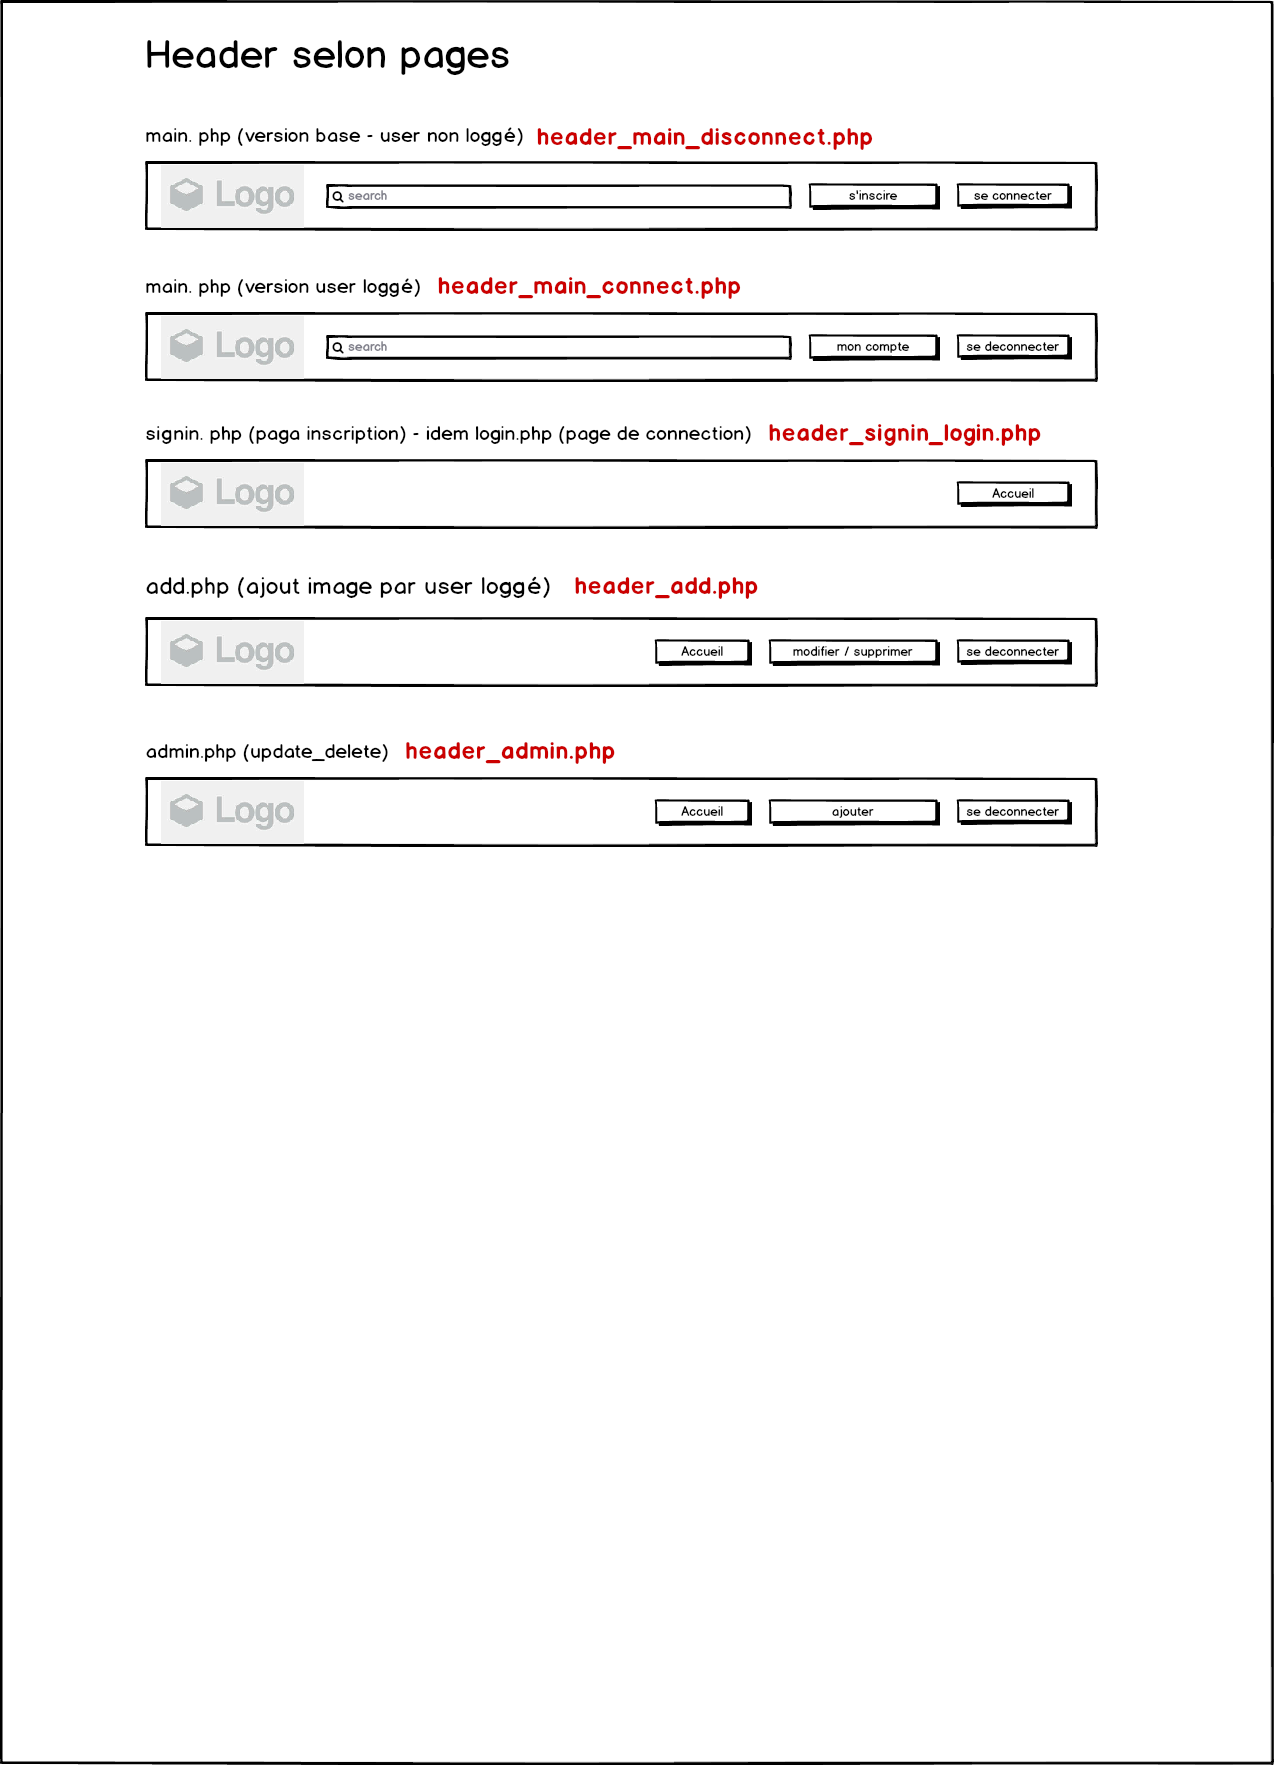 Header selon pages
main. php (version base - user non loggé) header_main_disconnect.php
Logo search s'inscire se connecter
main. php (version user loggé) header_main_connect.php
Logo search mon compte se deconnecter
signin. php (paga inscription) - idem login.php (page de connection) header_signin_login.php
Logo Accueil
add.php (ajout image par user loggé) header_add.php
Logo Accueil modifier / supprimer se deconnecter
admin.php (update_delete) header_admin.php
Logo Accueil ajouter se deconnecter